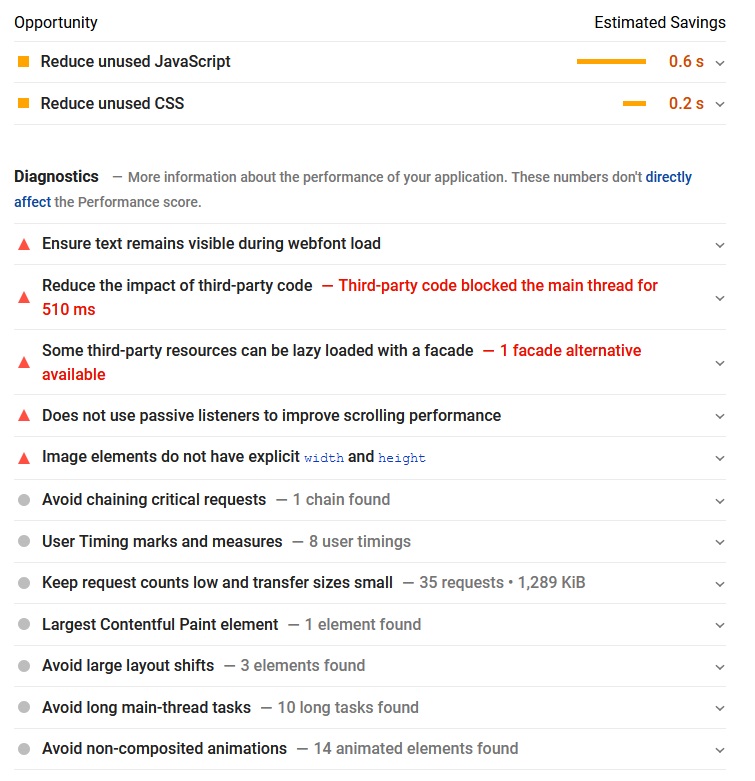 Opportunity Estimated Savings
Reduce unused JavaScript 0.6 s
Reduce unused CSS 0.2 s
Diagnostics — More information about the performance of your application. These numbers don't directly
affect the Performance score.
Ensure text remains visible during webfont load
Reduce the impact of third-party code — Third-party code blocked the main thread for
510 ms
Some third-party resources can be lazy loaded with a facade — 1 facade alternative
available
Does not use passive listeners to improve scrolling performance
Image elements do not have explicit width and height
Avoid chaining critical requests — 1 chain found
User Timing marks and measures — 8 user timings
Keep request counts low and transfer sizes small — 35 requests • 1,289 KiB
Largest Contentful Paint element — 1 element found
Avoid large layout shifts — 3 elements found
Avoid long main-thread tasks — 10 long tasks found
Avoid non-composited animations — 14 animated elements found